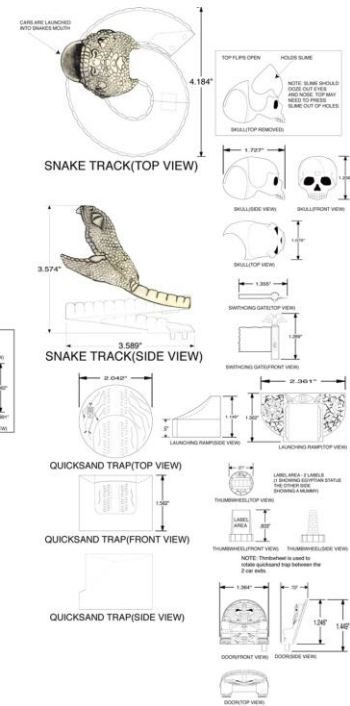 CARS ARE LAUNCHED
INTO SNAKES MOUTH
4.184"
SNAKE TRACK(TOP VIEW)
TOP FLIPS OPEN
HOLDS SLIME
NOTE: SLIME SHOULD
OOZE OUT EYES
AND NOSE. TOP MAY
NEED TO PRESS
SLIME OUT OF HOLES.
SKULL(TOP REMOVED)
1.727"
SKULL(SIDE VIEW)
SKULL(FRONT VIEW)
SKULL(TOP VIEW)
3.574"
3.589"
SNAKE TRACK(SIDE VIEW)
SWITHCING GATE(TOP VIEW)
SWITHCING GATE(FRONT VIEW)
2.042"
QUICKSAND TRAP(TOP VIEW)
LAUNCHING RAMP(SIDE VIEW)
2.361"
LAUNCHING RAMP(TOP VIEW)
1.562"
QUICKSAND TRAP(FRONT VIEW)
QUICKSAND TRAP(SIDE VIEW)
LABEL AREA - 2 LABELS
(1 SHOWING EGYPTIAN STATUE
THE OTHER SIDE
SHOWING A MUMMY)
THUMBWHEEL(TOP VIEW)
LABEL
AREA
THUMBWHEEL(FRONT VIEW)
THUMBWHEEL(SIDE VIEW)
NOTE: Thmbwheel is used to
rotate quicksand trap between the
2 car exits.
1.364"
1.246"
1.449"
DOOR(FRONT VIEW)
DOOR(SIDE VIEW)
DOOR(TOP VIEW)